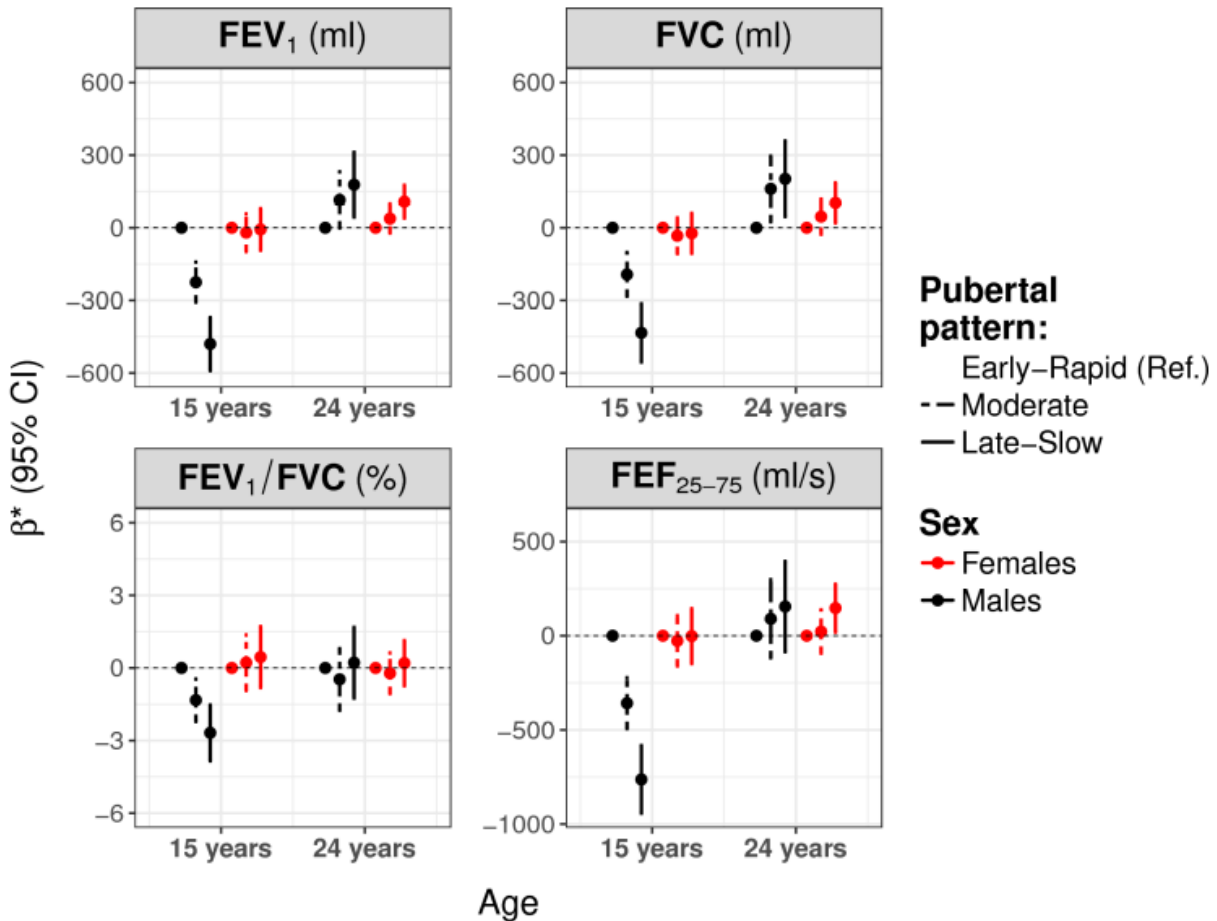 FEV₁ (ml)
FVC (ml)
600
300
0
−300
−600
600
300
0
−300
−600
15 years
24 years
15 years
24 years
FEV₁/FVC (%)
FEF₂₅₋₇₅ (ml/s)
6
3
0
−3
−6
500
0
−500
−1000
15 years
24 years
15 years
24 years
β* (95% CI)
Age
Pubertal
pattern:
Early−Rapid (Ref.)
Moderate
Late−Slow
Sex
Females
Males